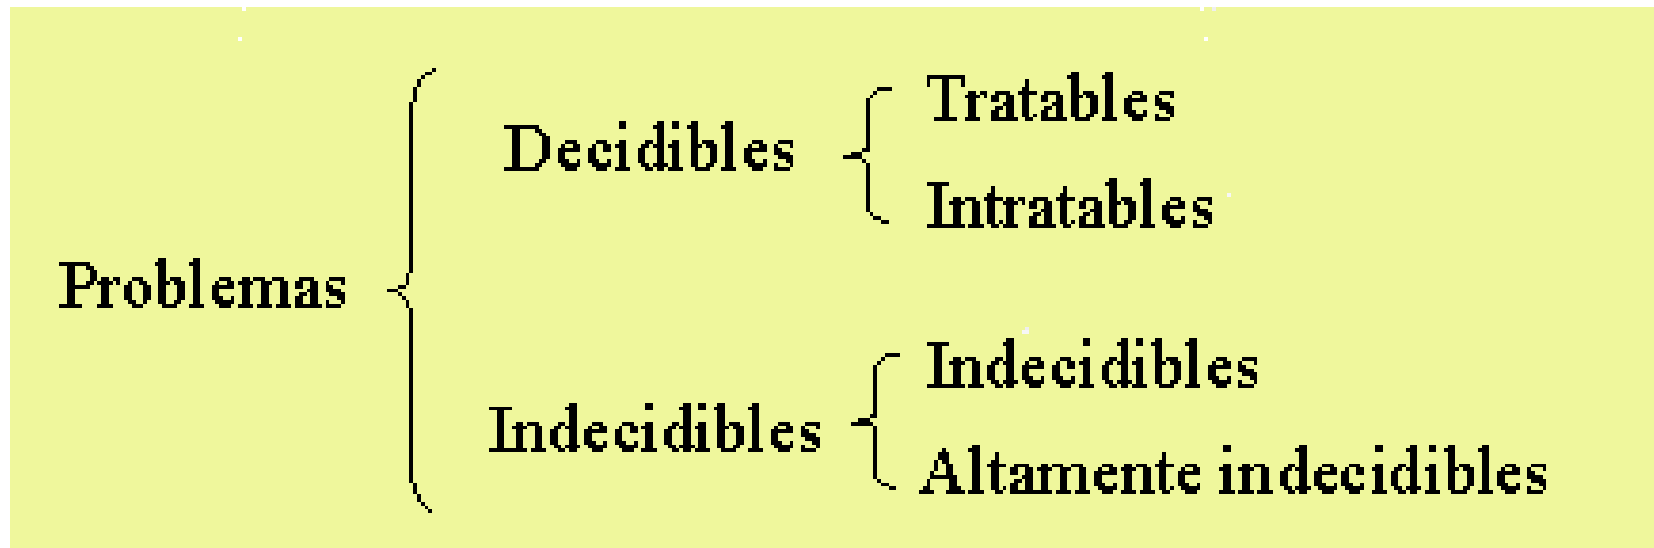 Problemas
Decidibles
Tratables
Intratables
Indecidibles
Indecidibles
Altamente indecidibles